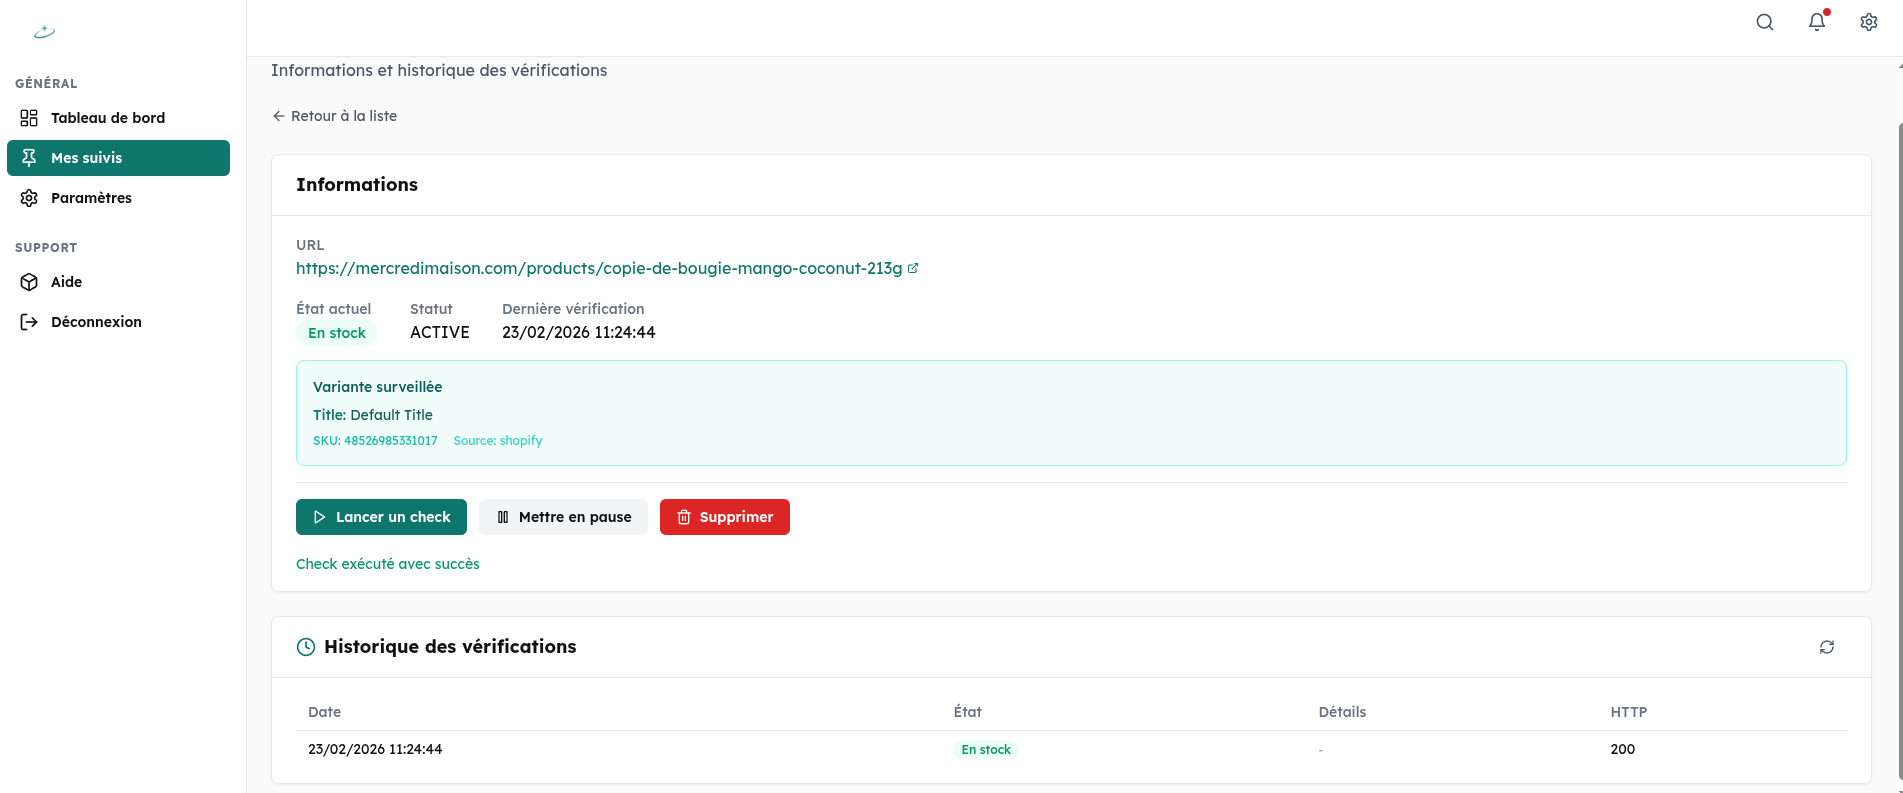 GÉNÉRAL
Tableau de bord
Mes suivis
Paramètres
SUPPORT
Aide
Déconnexion
Informations et historique des vérifications
Retour à la liste
Informations
URL
https://mercredimaison.com/products/copie-de-bougie-mango-coconut-213g
État actuel Statut Dernière vérification
En stock ACTIVE 23/02/2026 11:24:44
Variante surveillée
Title: Default Title
SKU: 48526985331017 Source: shopify
Lancer un check Mettre en pause Supprimer
Check exécuté avec succès
Historique des vérifications
Date État Détails HTTP
23/02/2026 11:24:44 En stock - 200